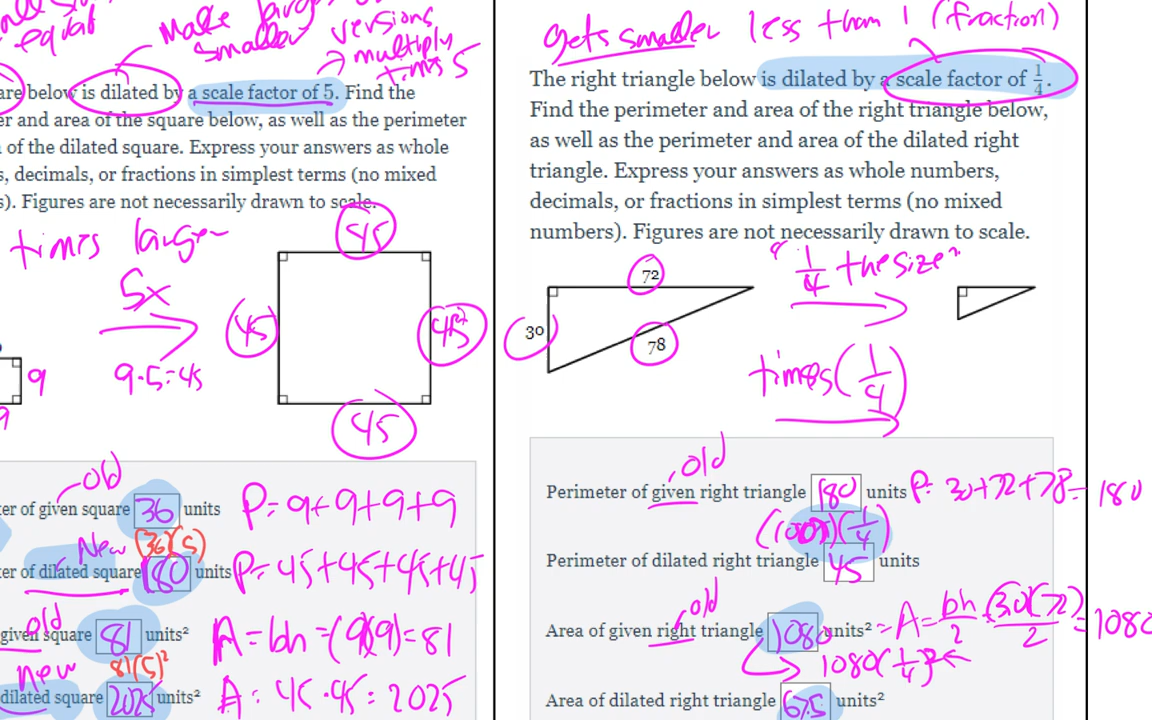 equal
Make larger
smaller
versions
multiply
times 5
are below is dilated by a scale factor of 5. Find the
er and area of the square below, as well as the perimeter
of the dilated square. Express your answers as whole
s, decimals, or fractions in simplest terms (no mixed
s). Figures are not necessarily drawn to scale.
times larger
5x
9·5=45
9
9
45
45
45
45
old
er of given square 36 units
P=9+9+9+9
New (36)(5)
er of dilated square 180 units
P=45+45+45+45
old
given square 81 units²
A=bh=(9)(9)=81
new 81(5)²
dilated square 2025 units²
A=45·45=2025
gets smaller less than 1 (fraction)
The right triangle below is dilated by a scale factor of 1/4.
Find the perimeter and area of the right triangle below,
as well as the perimeter and area of the dilated right
triangle. Express your answers as whole numbers,
decimals, or fractions in simplest terms (no mixed
numbers). Figures are not necessarily drawn to scale.
72
30
78
"1/4 the size"
times(1/4)
old
Perimeter of given right triangle 180 units
P=30+72+78=180
(1/4)
Perimeter of dilated right triangle 45 units
old
Area of given right triangle 1080 units²
A=bh/2=(30)(72)/2=1080
1080(1/4)²
Area of dilated right triangle 67.5 units²